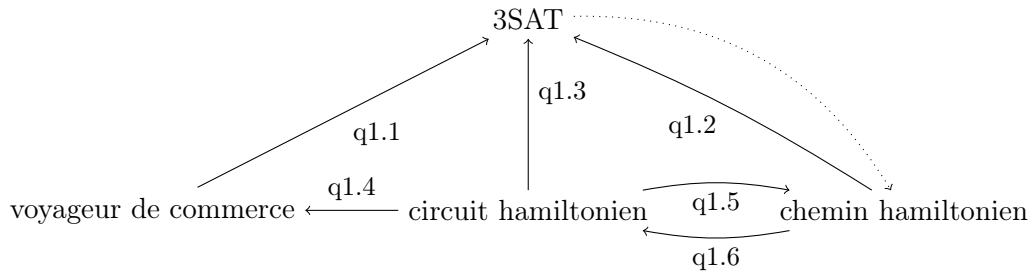 3SAT
q1.3
q1.1
q1.2
q1.4
voyageur de commerce
circuit hamiltonien
q1.5
chemin hamiltonien
q1.6